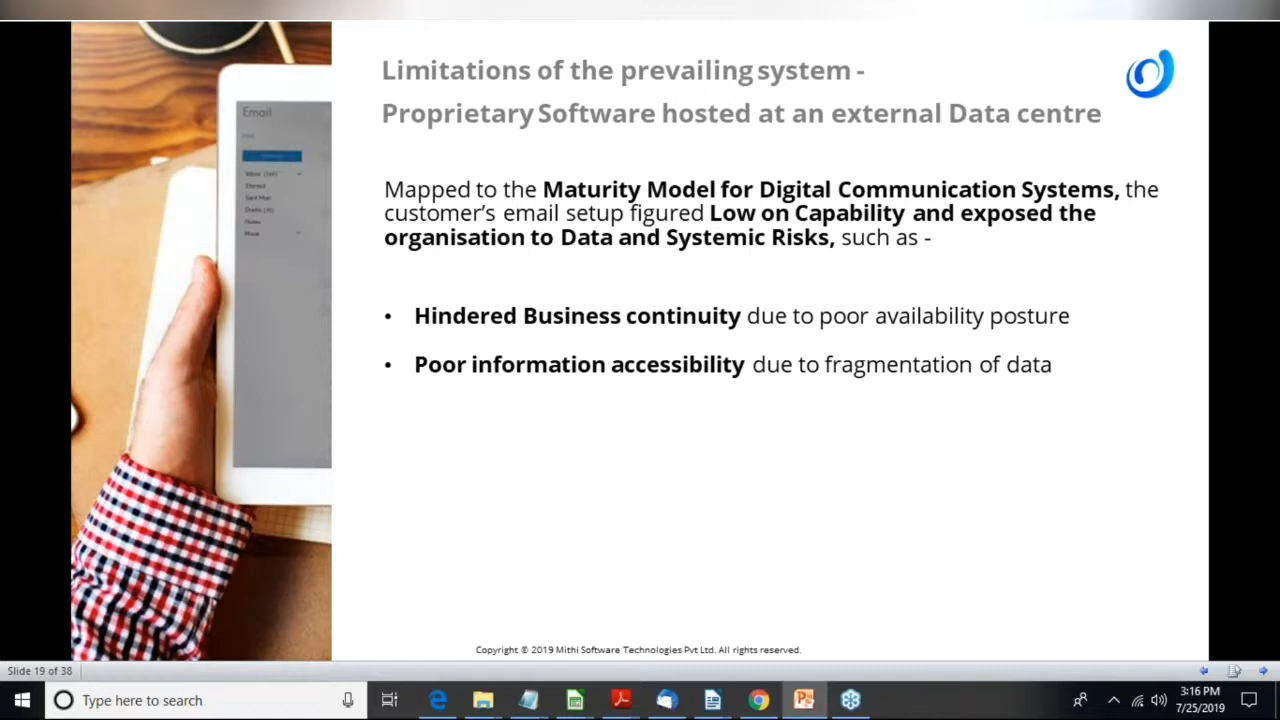 Limitations of the prevailing system -
Proprietary Software hosted at an external Data centre
Email
Mapped to the Maturity Model for Digital Communication Systems, the
customer's email setup figured Low on Capability and exposed the
organisation to Data and Systemic Risks, such as -
• Hindered Business continuity due to poor availability posture
• Poor information accessibility due to fragmentation of data
Sent Mail
More
Copyright © 2019 Mithi Software Technologies Pvt Ltd. All rights reserved.
Slide 19 of 38
Type here to search
3:16 PM
7/25/2019